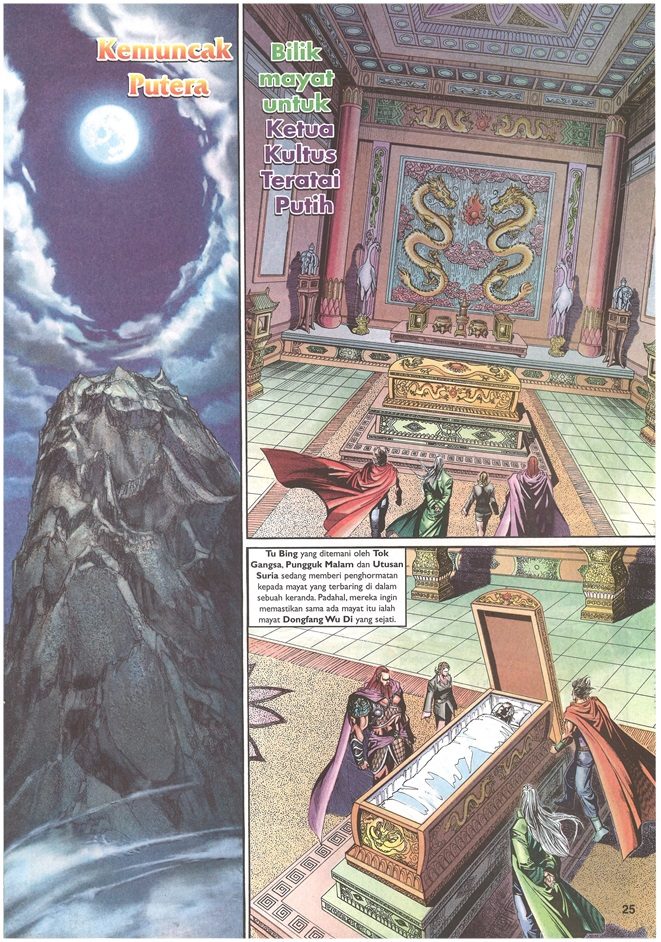 Kemuncak
Putera
Bilik
mayat
untuk
Ketua
Kultus
Teratai
Putih
Tu Bing yang ditemani oleh Tok
Gangsa, Pungguk Malam dan Utusan
Suria sedang memberi penghormatan
kepada mayat yang terbaring di dalam
sebuah keranda. Padahal, mereka ingin
memastikan sama ada mayat itu ialah
mayat Dongfang Wu Di yang sejati.
25